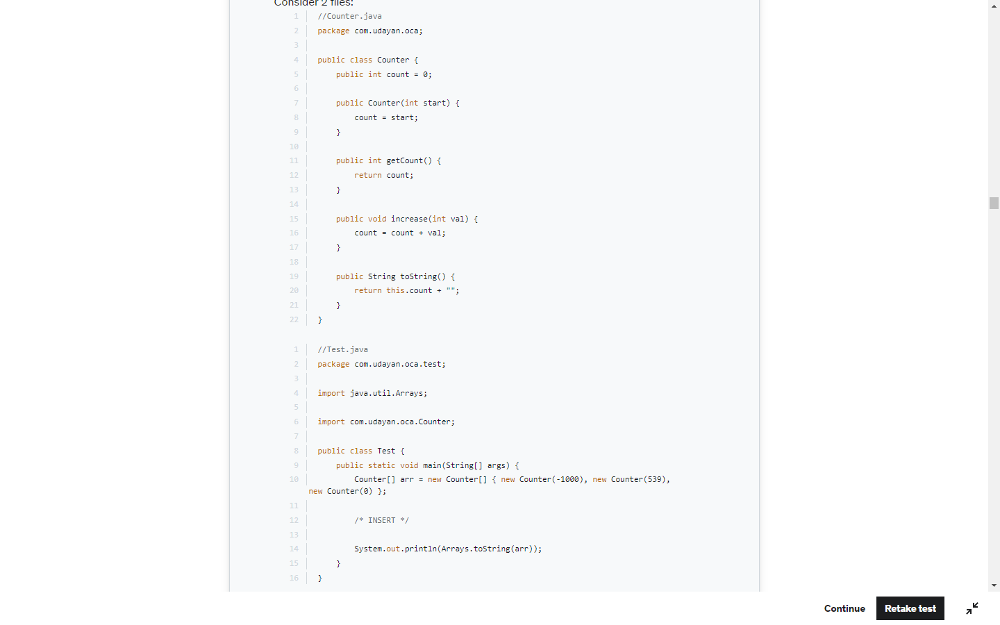 Consider 2 files:
1 //Counter.java
2 package com.udayan.oca;
3
4 public class Counter {
5     public int count = 0;
6
7     public Counter(int start) {
8         count = start;
9     }
10
11     public int getCount() {
12         return count;
13     }
14
15     public void increase(int val) {
16         count = count + val;
17     }
18
19     public String toString() {
20         return this.count + "";
21     }
22 }
1 //Test.java
2 package com.udayan.oca.test;
3
4 import java.util.Arrays;
5
6 import com.udayan.oca.Counter;
7
8 public class Test {
9     public static void main(String[] args) {
10         Counter[] arr = new Counter[] { new Counter(-1000), new Counter(539),
new Counter(0) };
11
12         /* INSERT */
13
14         System.out.println(Arrays.toString(arr));
15     }
16 }
Continue Retake test